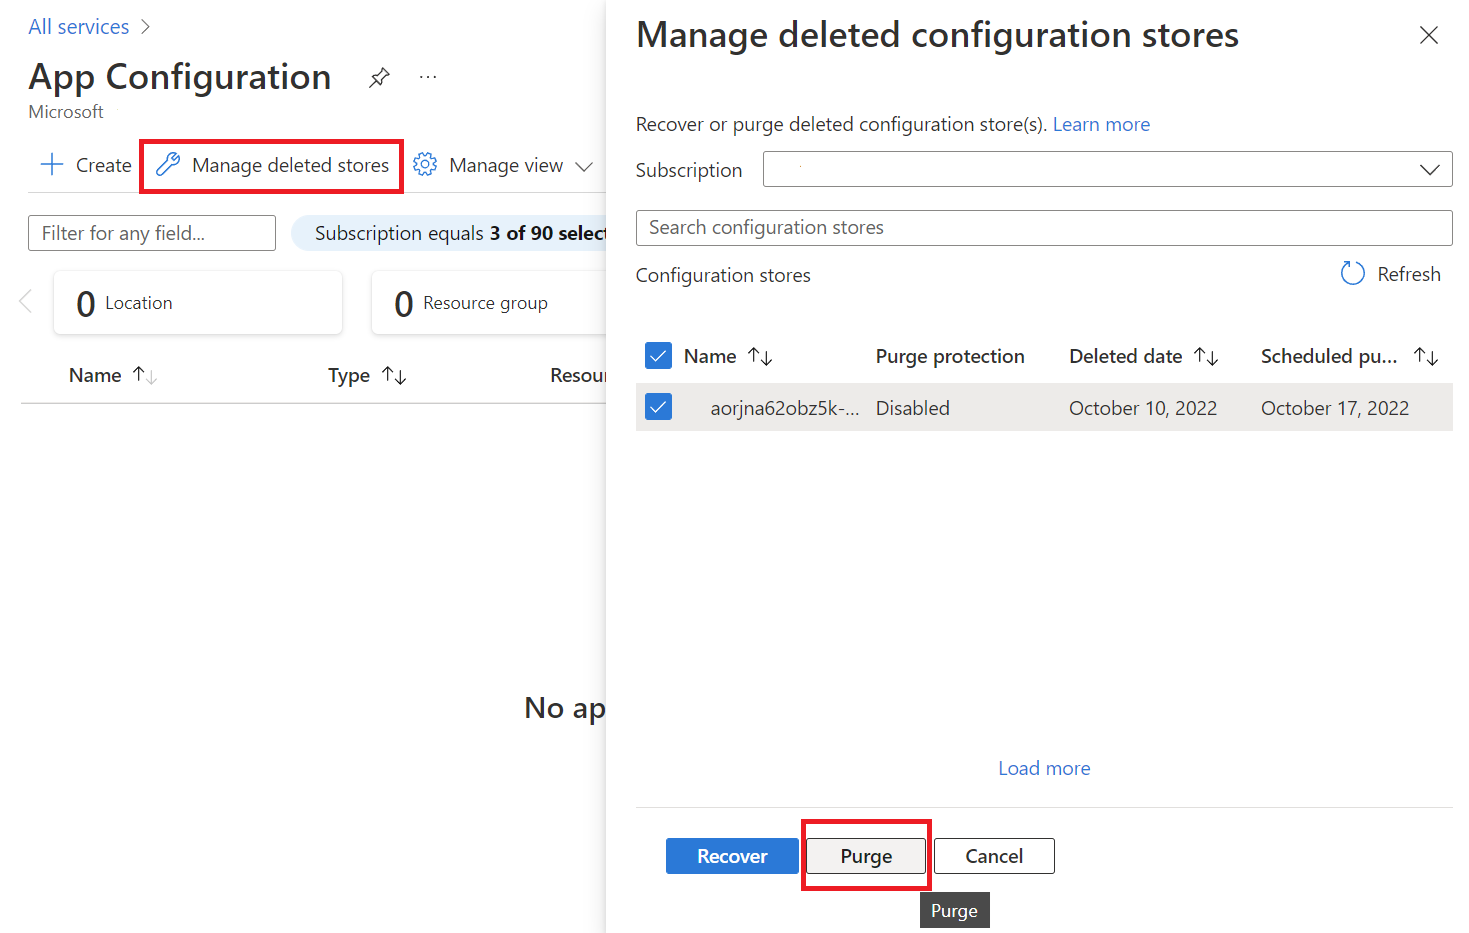 All services
App Configuration
Microsoft
Create
Manage deleted stores
Manage view
Filter for any field...
Subscription equals 3 of 90 select
0 Location
0 Resource group
Name
Type
Resour
No ap
Manage deleted configuration stores
Recover or purge deleted configuration store(s). Learn more
Subscription
Search configuration stores
Configuration stores
Refresh
Name Purge protection Deleted date Scheduled pu...
aorjna62obz5k-... Disabled October 10, 2022 October 17, 2022
Load more
Recover Purge Cancel
Purge